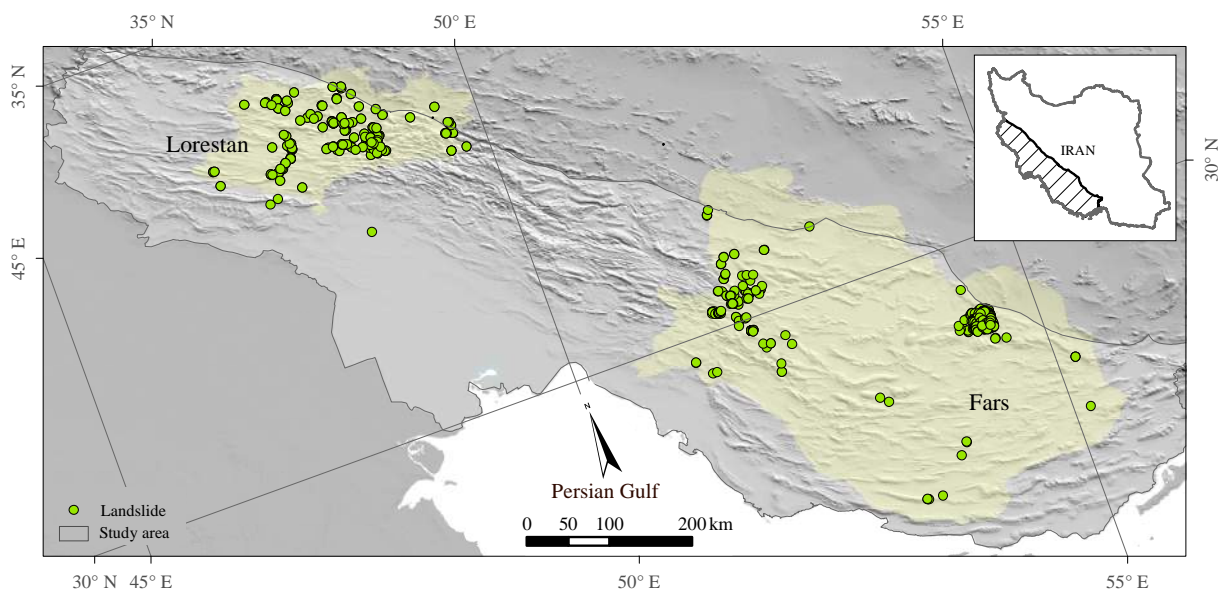 35° N
50° E
55° E
35° N
IRAN
Lorestan
30° N
45° E
Fars
N
Persian Gulf
Landslide
Study area
0 50 100 200 km
30° N
45° E
50° E
55° E